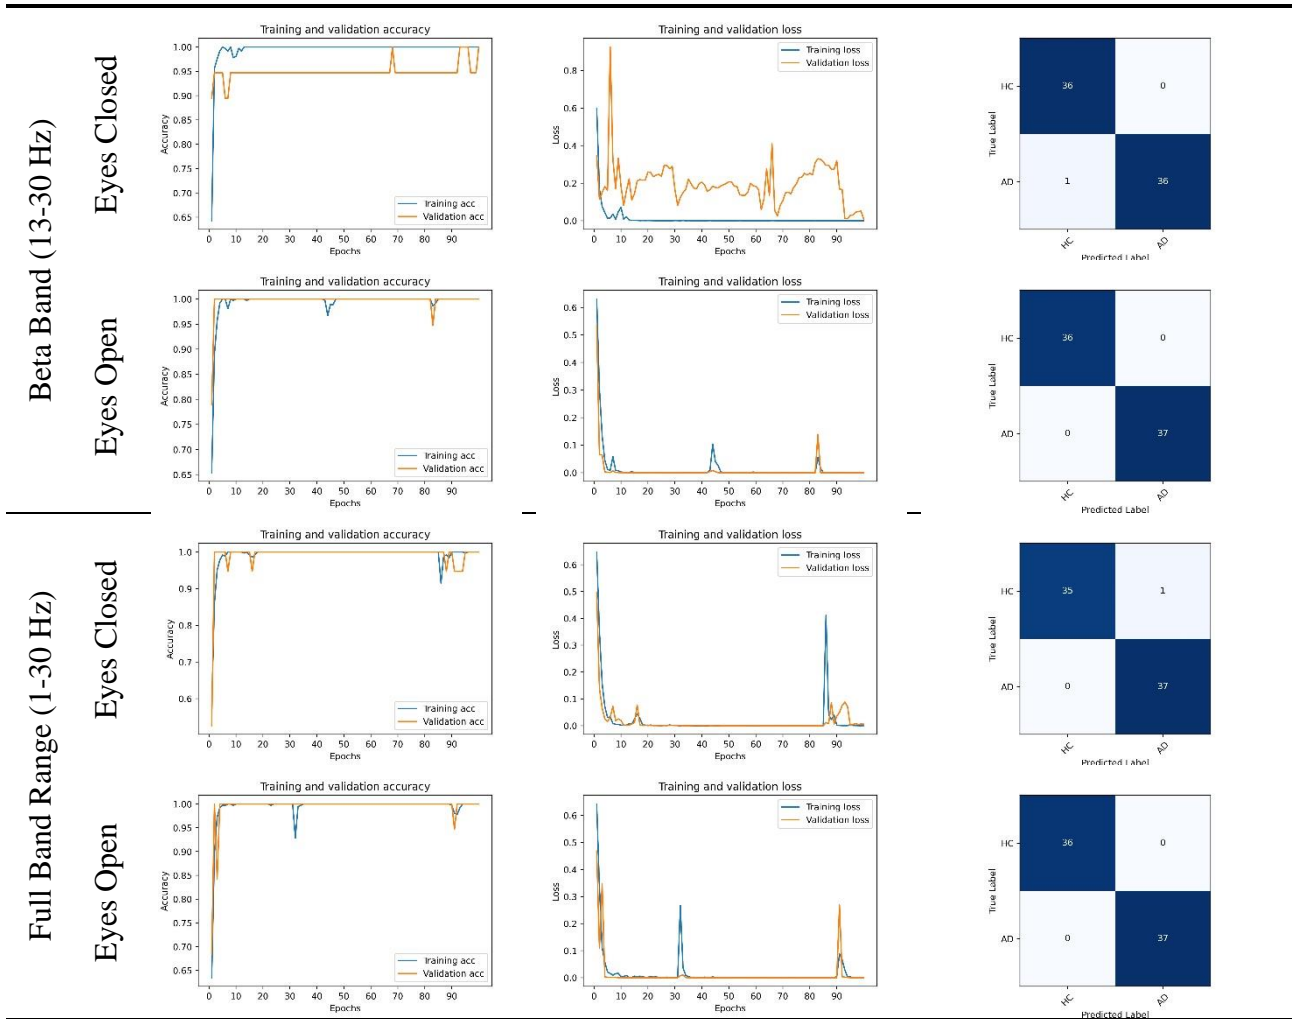 Beta Band (13-30 Hz)
Eyes Closed
Training and validation accuracy
1.00
0.95
0.90
0.85
0.80
0.75
0.70
0.65
Accuracy
Training acc
Validation acc
0 10 20 30 40 50 60 70 80 90
Epochs
Training and validation loss
Training loss
Validation loss
0.8
0.6
0.4
0.2
0.0
Loss
0 10 20 30 40 50 60 70 80 90
Epochs
True Label
HC 36 0
AD 1 36
HC AD
Predicted Label
Eyes Open
Training and validation accuracy
1.00
0.95
0.90
0.85
0.80
0.75
0.70
0.65
Accuracy
Training acc
Validation acc
0 10 20 30 40 50 60 70 80 90
Epochs
Training and validation loss
Training loss
Validation loss
0.6
0.5
0.4
0.3
0.2
0.1
0.0
Loss
0 10 20 30 40 50 60 70 80 90
Epochs
True Label
HC 36 0
AD 0 37
HC AD
Predicted Label
Full Band Range (1-30 Hz)
Eyes Closed
Training and validation accuracy
1.0
0.9
0.8
0.7
0.6
Accuracy
Training acc
Validation acc
0 10 20 30 40 50 60 70 80 90
Epochs
Training and validation loss
Training loss
Validation loss
0.6
0.5
0.4
0.3
0.2
0.1
0.0
Loss
0 10 20 30 40 50 60 70 80 90
Epochs
True Label
HC 35 1
AD 0 37
HC AD
Predicted Label
Eyes Open
Training and validation accuracy
1.00
0.95
0.90
0.85
0.80
0.75
0.70
0.65
Accuracy
Training acc
Validation acc
0 10 20 30 40 50 60 70 80 90
Epochs
Training and validation loss
Training loss
Validation loss
0.6
0.5
0.4
0.3
0.2
0.1
0.0
Loss
0 10 20 30 40 50 60 70 80 90
Epochs
True Label
HC 36 0
AD 0 37
HC AD
Predicted Label